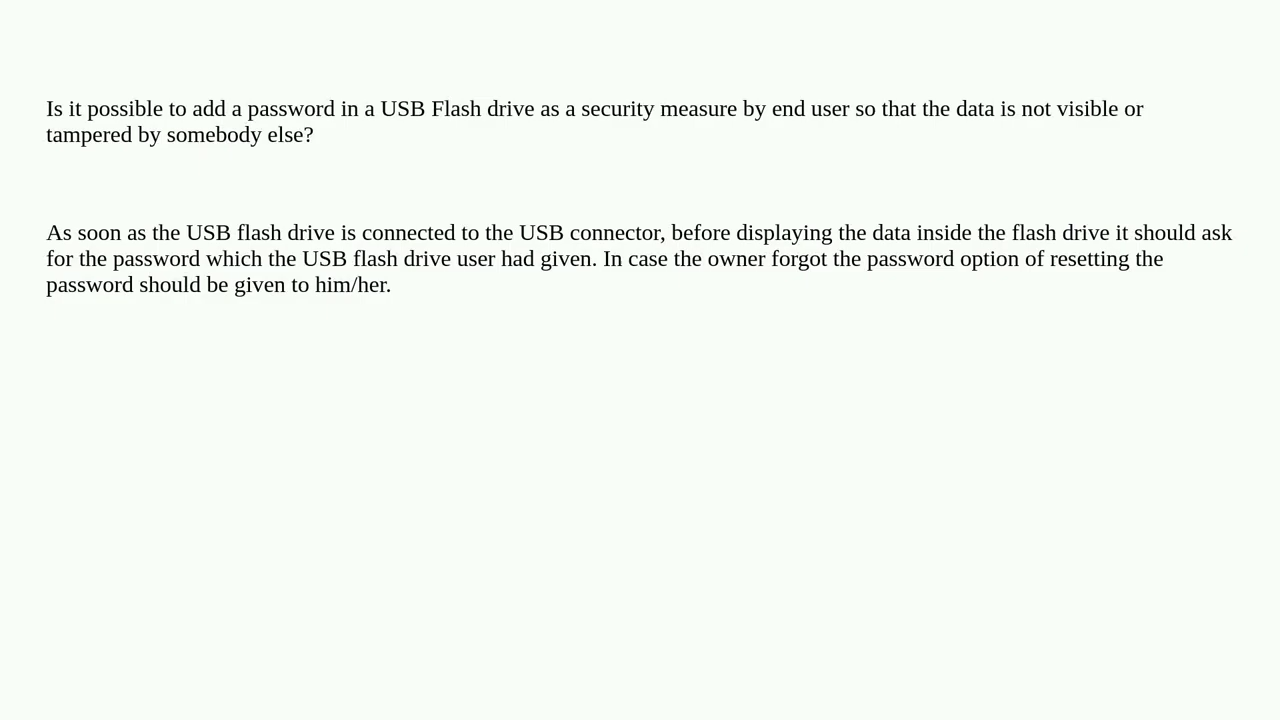 Is it possible to add a password in a USB Flash drive as a security measure by end user so that the data is not visible or
tampered by somebody else?
As soon as the USB flash drive is connected to the USB connector, before displaying the data inside the flash drive it should ask
for the password which the USB flash drive user had given. In case the owner forgot the password option of resetting the
password should be given to him/her.